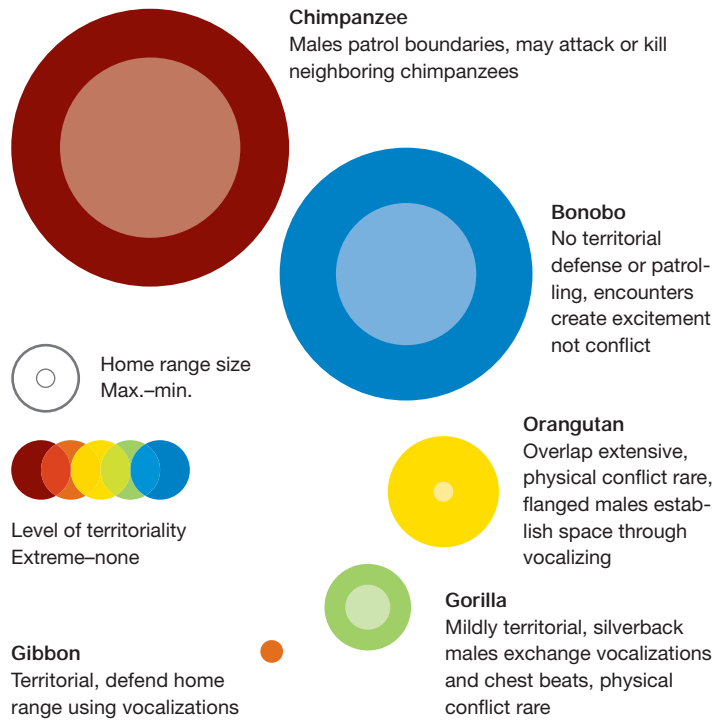 Chimpanzee
Males patrol boundaries, may attack or kill
neighboring chimpanzees
Bonobo
No territorial
defense or patrol-
ling, encounters
create excitement
not conflict
Home range size
Max.–min.
Level of territoriality
Extreme–none
Orangutan
Overlap extensive,
physical conflict rare,
flanged males estab-
lish space through
vocalizing
Gorilla
Mildly territorial, silverback
males exchange vocalizations
and chest beats, physical
conflict rare
Gibbon
Territorial, defend home
range using vocalizations